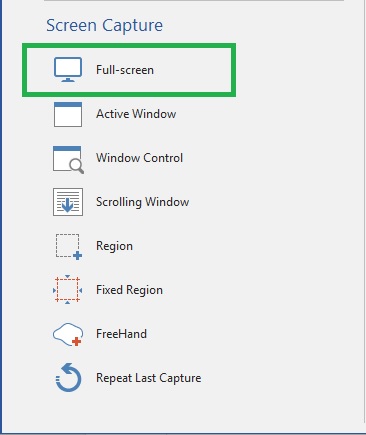 Screen Capture
Full-screen
Active Window
Window Control
Scrolling Window
Region
Fixed Region
FreeHand
Repeat Last Capture